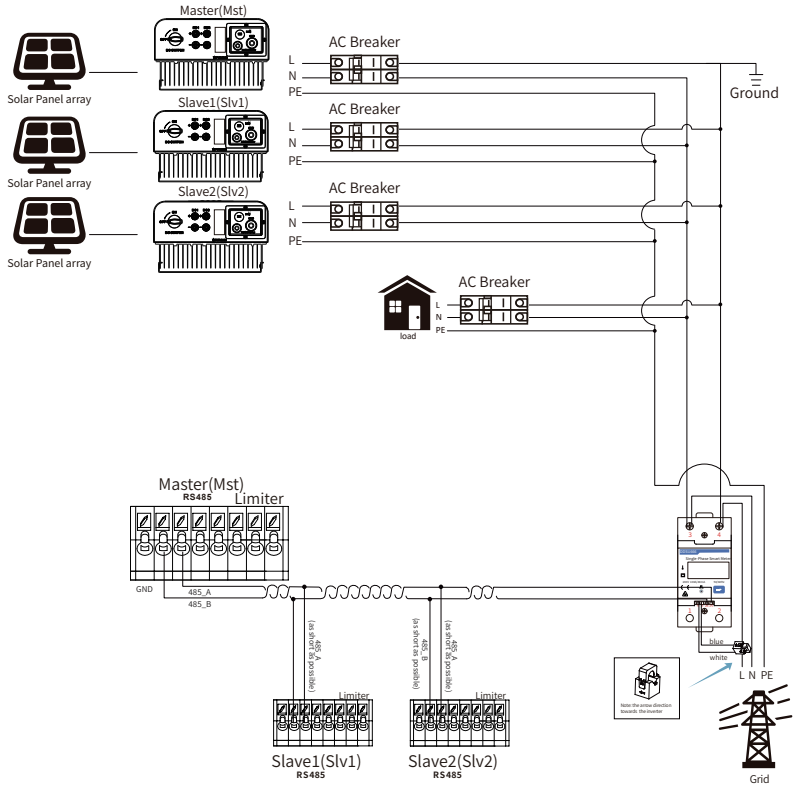 Master(Mst)
Solar Panel array
AC Breaker
L
N
PE
Ground
Slave1(Slv1)
Solar Panel array
AC Breaker
L
N
PE
Slave2(Slv2)
Solar Panel array
AC Breaker
L
N
PE
AC Breaker
load
L
N
PE
Master(Mst)
RS485
Limiter
GND
485_A
485_B
485_A
(as short as possible)
485_B
(as short as possible)
485_A
(as short as possible)
Limiter
Slave1(Slv1)
RS485
Limiter
Slave2(Slv2)
RS485
3
4
Single-Phase Smart Meter
1
2
blue
white
L N PE
Note: the arrow direction
towards the inverter
Grid